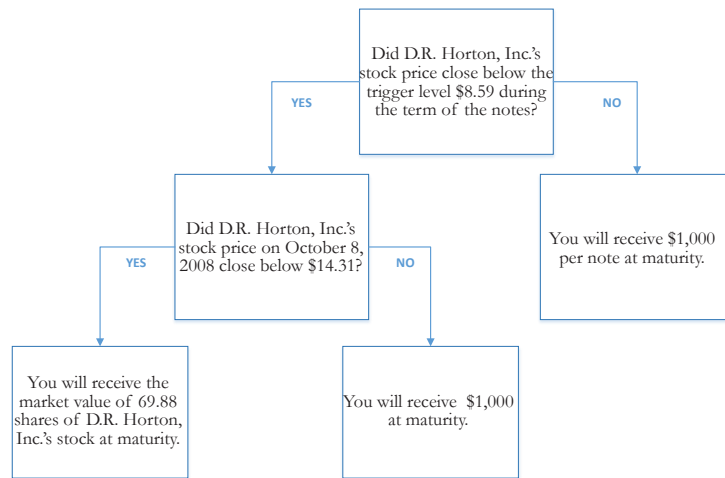 Did D.R. Horton, Inc.'s
stock price close below the
trigger level $8.59 during
the term of the notes?
YES
NO
Did D.R. Horton, Inc.'s
stock price on October 8,
2008 close below $14.31?
You will receive $1,000
per note at maturity.
YES
NO
You will receive the
market value of 69.88
shares of D.R. Horton,
Inc.'s stock at maturity.
You will receive $1,000
at maturity.